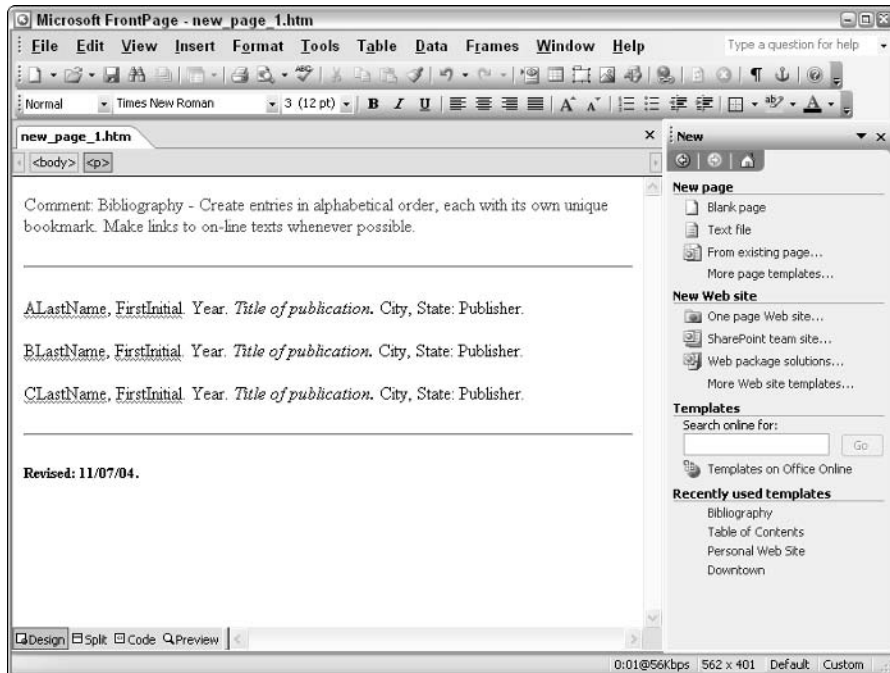 Microsoft FrontPage - new_page_1.htm
File Edit View Insert Format Tools Table Data Frames Window Help Type a question for help
Normal Times New Roman 3 (12 pt) B I U A A ab A
new_page_1.htm
<body> <p>
Comment: Bibliography - Create entries in alphabetical order, each with its own unique
bookmark. Make links to on-line texts whenever possible.
ALastName, FirstInitial. Year. Title of publication. City, State: Publisher.
BLastName, FirstInitial. Year. Title of publication. City, State: Publisher.
CLastName, FirstInitial. Year. Title of publication. City, State: Publisher.
Revised: 11/07/04.
Design Split Code Preview
New
New page
Blank page
Text file
From existing page...
More page templates...
New Web site
One page Web site...
SharePoint team site...
Web package solutions...
More Web site templates...
Templates
Search online for:
Go
Templates on Office Online
Recently used templates
Bibliography
Table of Contents
Personal Web Site
Downtown
0:01@56Kbps 562 x 401 Default Custom